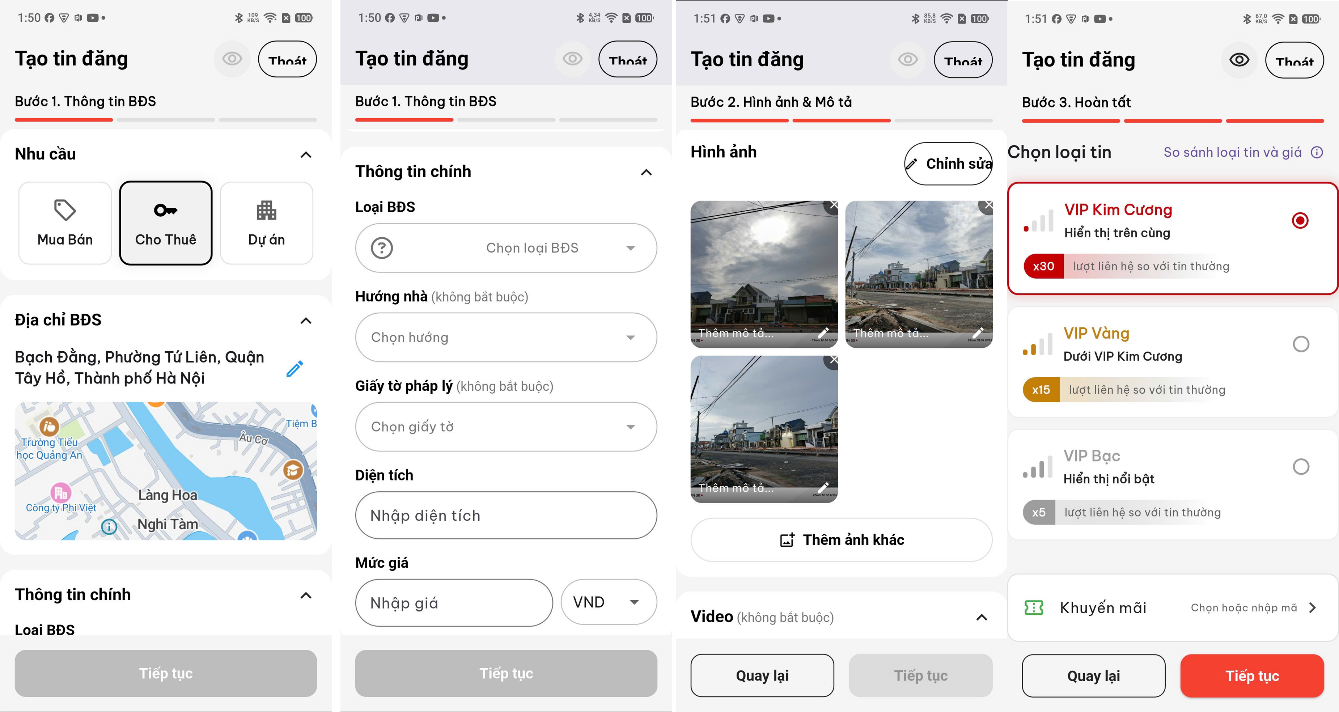 1:50
100
Tạo tin đăng
Thoát
Bước 1. Thông tin BĐS
Nhu cầu
Mua Bán
Cho Thuê
Dự án
Địa chỉ BĐS
Bạch Đằng, Phường Tứ Liên, Quận
Tây Hồ, Thành phố Hà Nội
Tiệm B
Âu Cơ
Trường Tiểu
học Quảng An
Công ty Phi Việt
Làng Hoa
Nghi Tàm
Thông tin chính
Loại BĐS
Tiếp tục
1:50
100
Tạo tin đăng
Thoát
Bước 1. Thông tin BĐS
Thông tin chính
Loại BĐS
Chọn loại BĐS
Hướng nhà (không bắt buộc)
Chọn hướng
Giấy tờ pháp lý (không bắt buộc)
Chọn giấy tờ
Diện tích
Nhập diện tích
Mức giá
Nhập giá
VND
Tiếp tục
1:51
100
Tạo tin đăng
Thoát
Bước 2. Hình ảnh & Mô tả
Hình ảnh
Chỉnh sửa
Thêm mô tả...
Thêm mô tả...
Thêm mô tả...
Thêm ảnh khác
Video (không bắt buộc)
Quay lại
Tiếp tục
1:51
100
Tạo tin đăng
Thoát
Bước 3. Hoàn tất
Chọn loại tin
So sánh loại tin và giá
VIP Kim Cương
Hiển thị trên cùng
x30 lượt liên hệ so với tin thường
VIP Vàng
Dưới VIP Kim Cương
x15 lượt liên hệ so với tin thường
VIP Bạc
Hiển thị nổi bật
x5 lượt liên hệ so với tin thường
Khuyến mãi
Chọn hoặc nhập mã
Quay lại
Tiếp tục